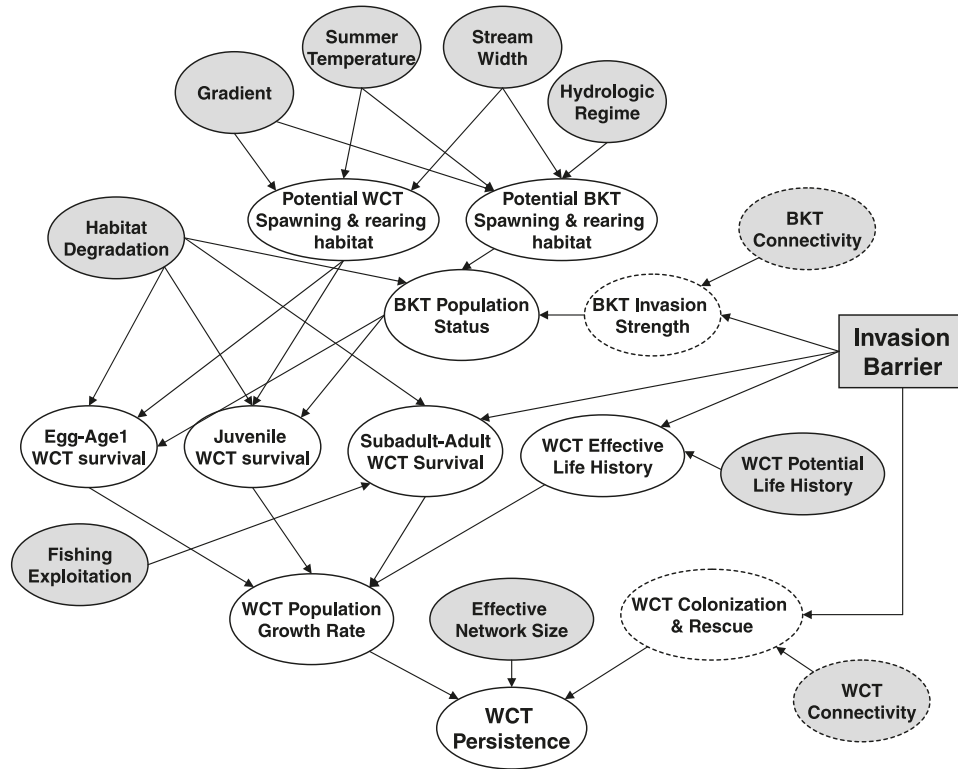 Summer
Temperature
Stream
Width
Gradient
Hydrologic
Regime
Potential WCT
Spawning & rearing
habitat
Potential BKT
Spawning & rearing
habitat
Habitat
Degradation
BKT
Connectivity
BKT Population
Status
BKT Invasion
Strength
Invasion
Barrier
Egg-Age1
WCT survival
Juvenile
WCT survival
Subadult-Adult
WCT Survival
WCT Effective
Life History
WCT Potential
Life History
Fishing
Exploitation
WCT Population
Growth Rate
Effective
Network Size
WCT Colonization
& Rescue
WCT
Connectivity
WCT
Persistence